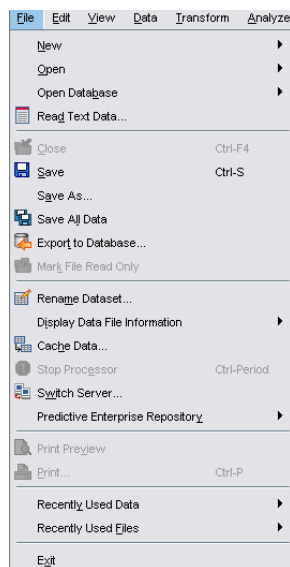 File Edit View Data Transform Analyze
New
Open
Open Database
Read Text Data...
Close Ctrl-F4
Save Ctrl-S
Save As...
Save All Data
Export to Database...
Mark File Read Only
Rename Dataset...
Display Data File Information
Cache Data...
Stop Processor Ctrl-Period
Switch Server...
Predictive Enterprise Repository
Print Preview
Print... Ctrl-P
Recently Used Data
Recently Used Files
Exit